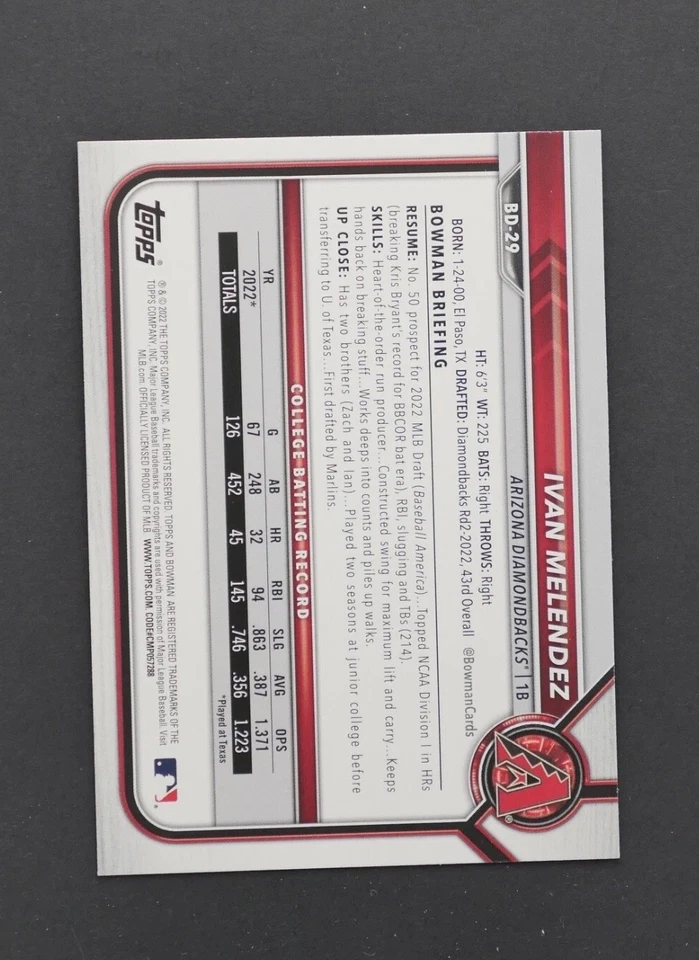 BD-29
IVAN MELENDEZ
ARIZONA DIAMONDBACKS® | 1B
HT: 6'3" WT: 225 BATS: Right THROWS: Right
BORN: 1-24-00, El Paso, TX DRAFTED: Diamondbacks Rd2-2022, 43rd Overall @BowmanCards
BOWMAN BRIEFING
RESUME: No. 50 prospect for 2022 MLB Draft (Baseball America)...Topped NCAA Division I in HRs
(breaking Kris Bryant's record for BBCOR bat era), RBI, slugging and TBs (214).
SKILLS: Heart-of-the-order run producer...Constructed swing for maximum lift and carry...Keeps
hands back on breaking stuff...Works deeps into counts and piles up walks.
UP CLOSE: Has two brothers (Zach and Ian)...Played two seasons at junior college before
transferring to U of Texas...First drafted by Marlins.
COLLEGE BATTING RECORD
YR G AB HR RBI SLG AVG OPS
2022* 67 248 32 94 .863 .387 1.371
TOTALS 126 452 45 145 .746 .356 1.223
*Played at Texas
topps®
® & © 2022 THE TOPPS COMPANY, INC. ALL RIGHTS RESERVED. TOPPS AND BOWMAN ARE REGISTERED TRADEMARKS OF THE
TOPPS COMPANY, INC. Major League Baseball trademarks and copyrights are used with permission of Major League Baseball. Visit
MLB.com. OFFICIALLY LICENSED PRODUCT OF MLB WWW.TOPPS.COM. CODE#CMP057288